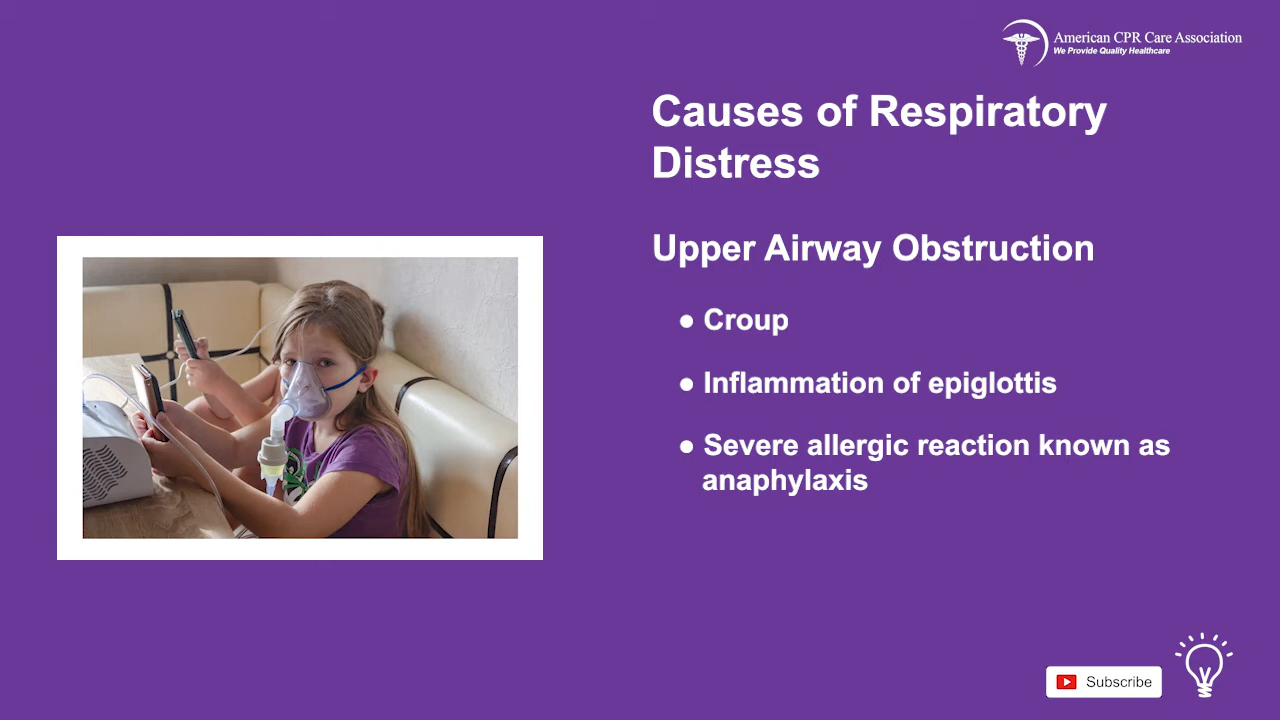 American CPR Care Association
We Provide Quality Healthcare
Causes of Respiratory
Distress
Upper Airway Obstruction
● Croup
● Inflammation of epiglottis
● Severe allergic reaction known as
anaphylaxis
Subscribe